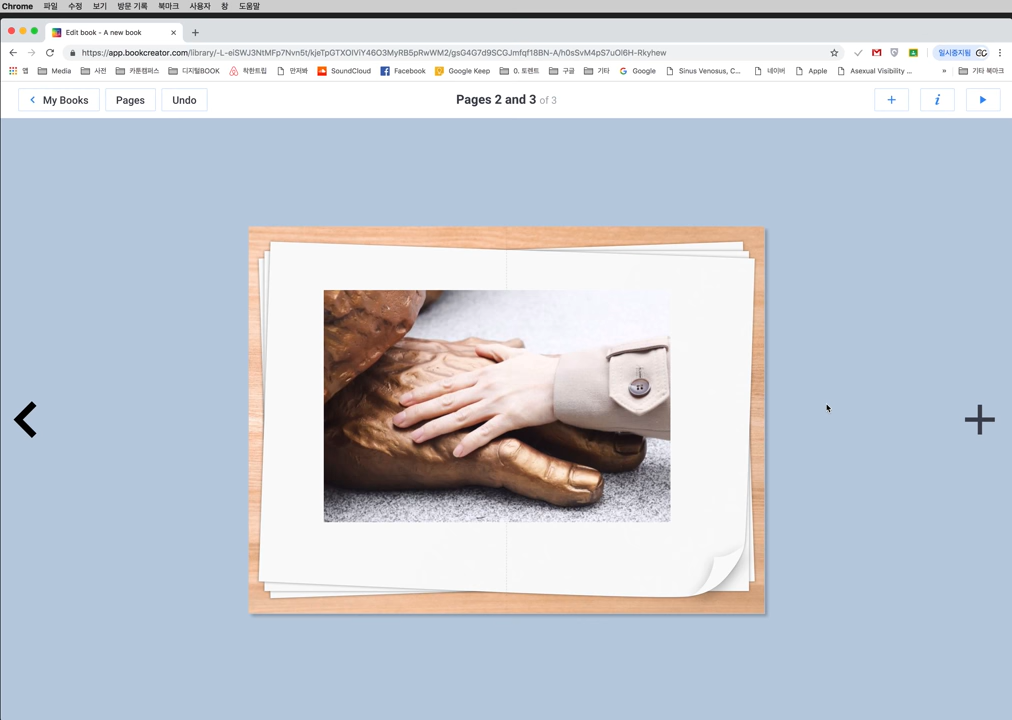 Chrome 파일 수정 보기 방문 기록 북마크 사용자 창 도움말
Edit book - A new book
https://app.bookcreator.com/library/-L-eiSWJ3NtMFp7Nvn5t/kjeTpGTXOlViY46O3MyRB5pRwWM2/gsG4G7d9SCGJmfqf18BN-A/h0sSvM4pS7uOl6H-Rkyhew 일시중지됨
앱 Media 사전 카툰캠퍼스 디지털BOOK 착한트립 만저봐 SoundCloud Facebook Google Keep 0. 토렌트 구글 기타 Google Sinus Venosus, C... 네이버 Apple Asexual Visibility ... » 기타 북마크
My Books Pages Undo Pages 2 and 3 of 3